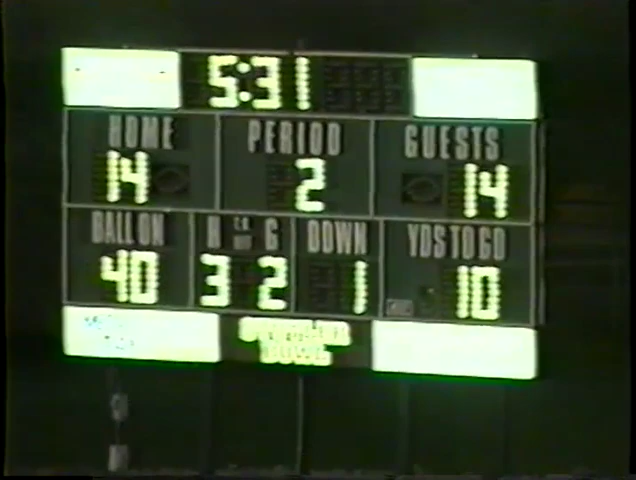 5:31
HOME PERIOD GUESTS
14 2 14
BALL ON H G DOWN YDS TO GO
40 3 2 1 10